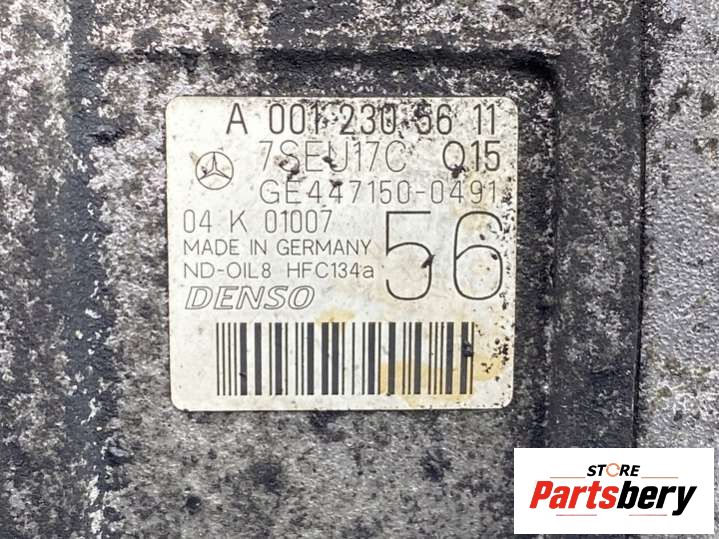 A 001 230 56 11
7SEU17C Q15
GE447150-0491
04 K 01007
56
MADE IN GERMANY
ND-OIL8 HFC134a
DENSO
STORE
Partsbery